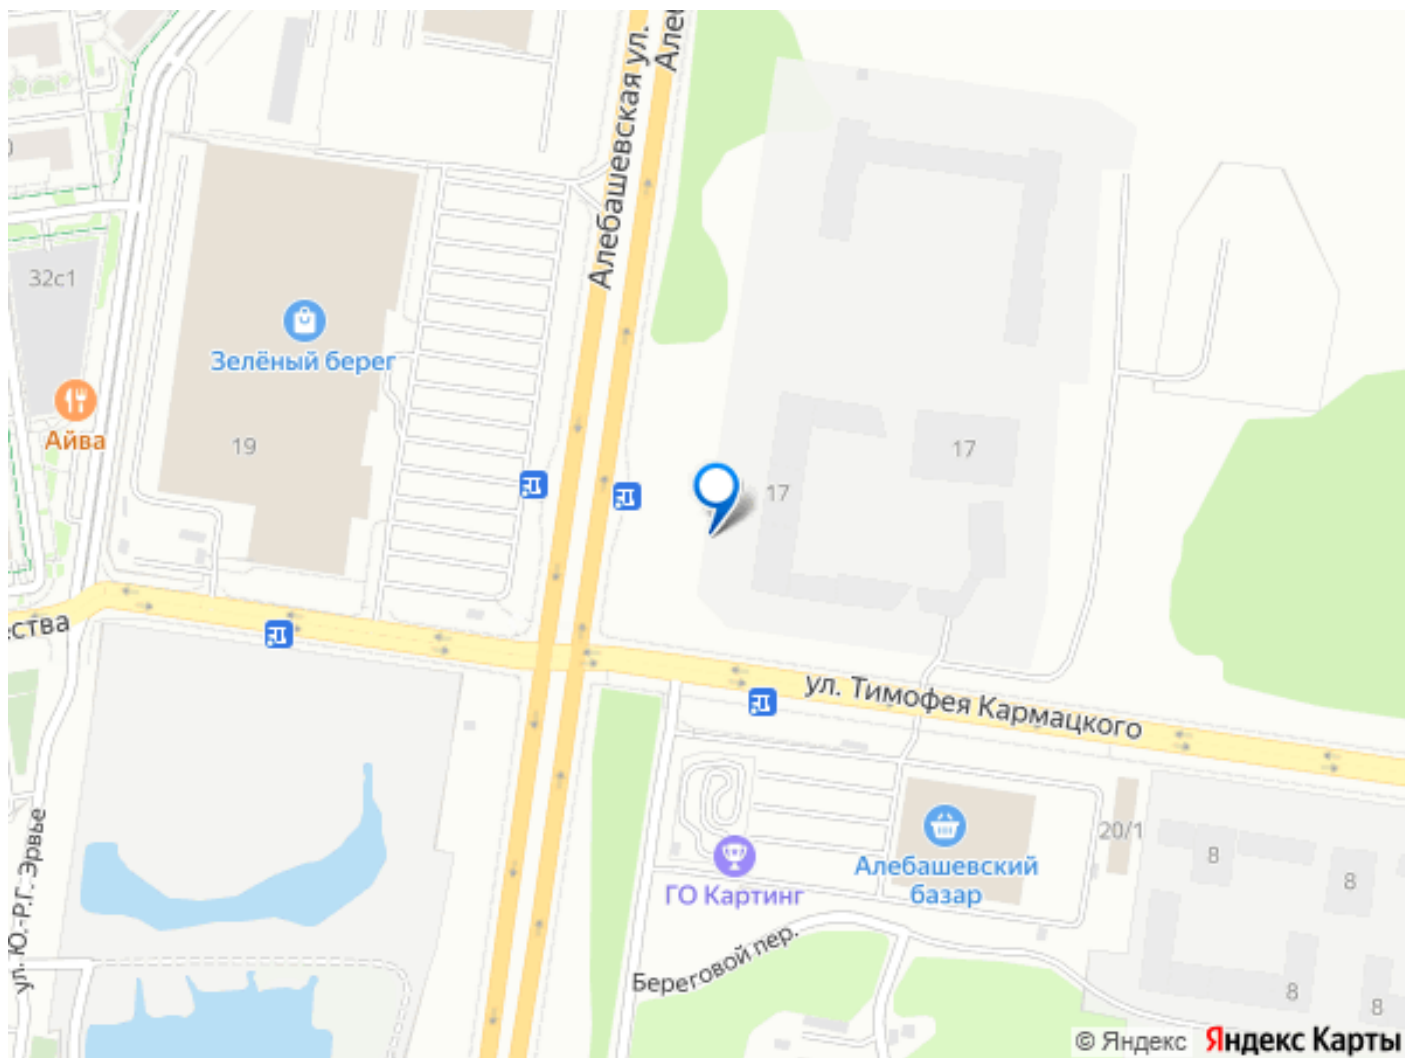 Алебашевская ул.
Але
32с1
Зелёный берег
Айва
19
17
17
ества
ул. Тимофея Кармацкого
ул. Ю.-Р.Г. Эрвье
20/1
Алебашевский
базар
ГО Картинг
8
8
Береговой пер.
8
8
© Яндекс Яндекс Карты